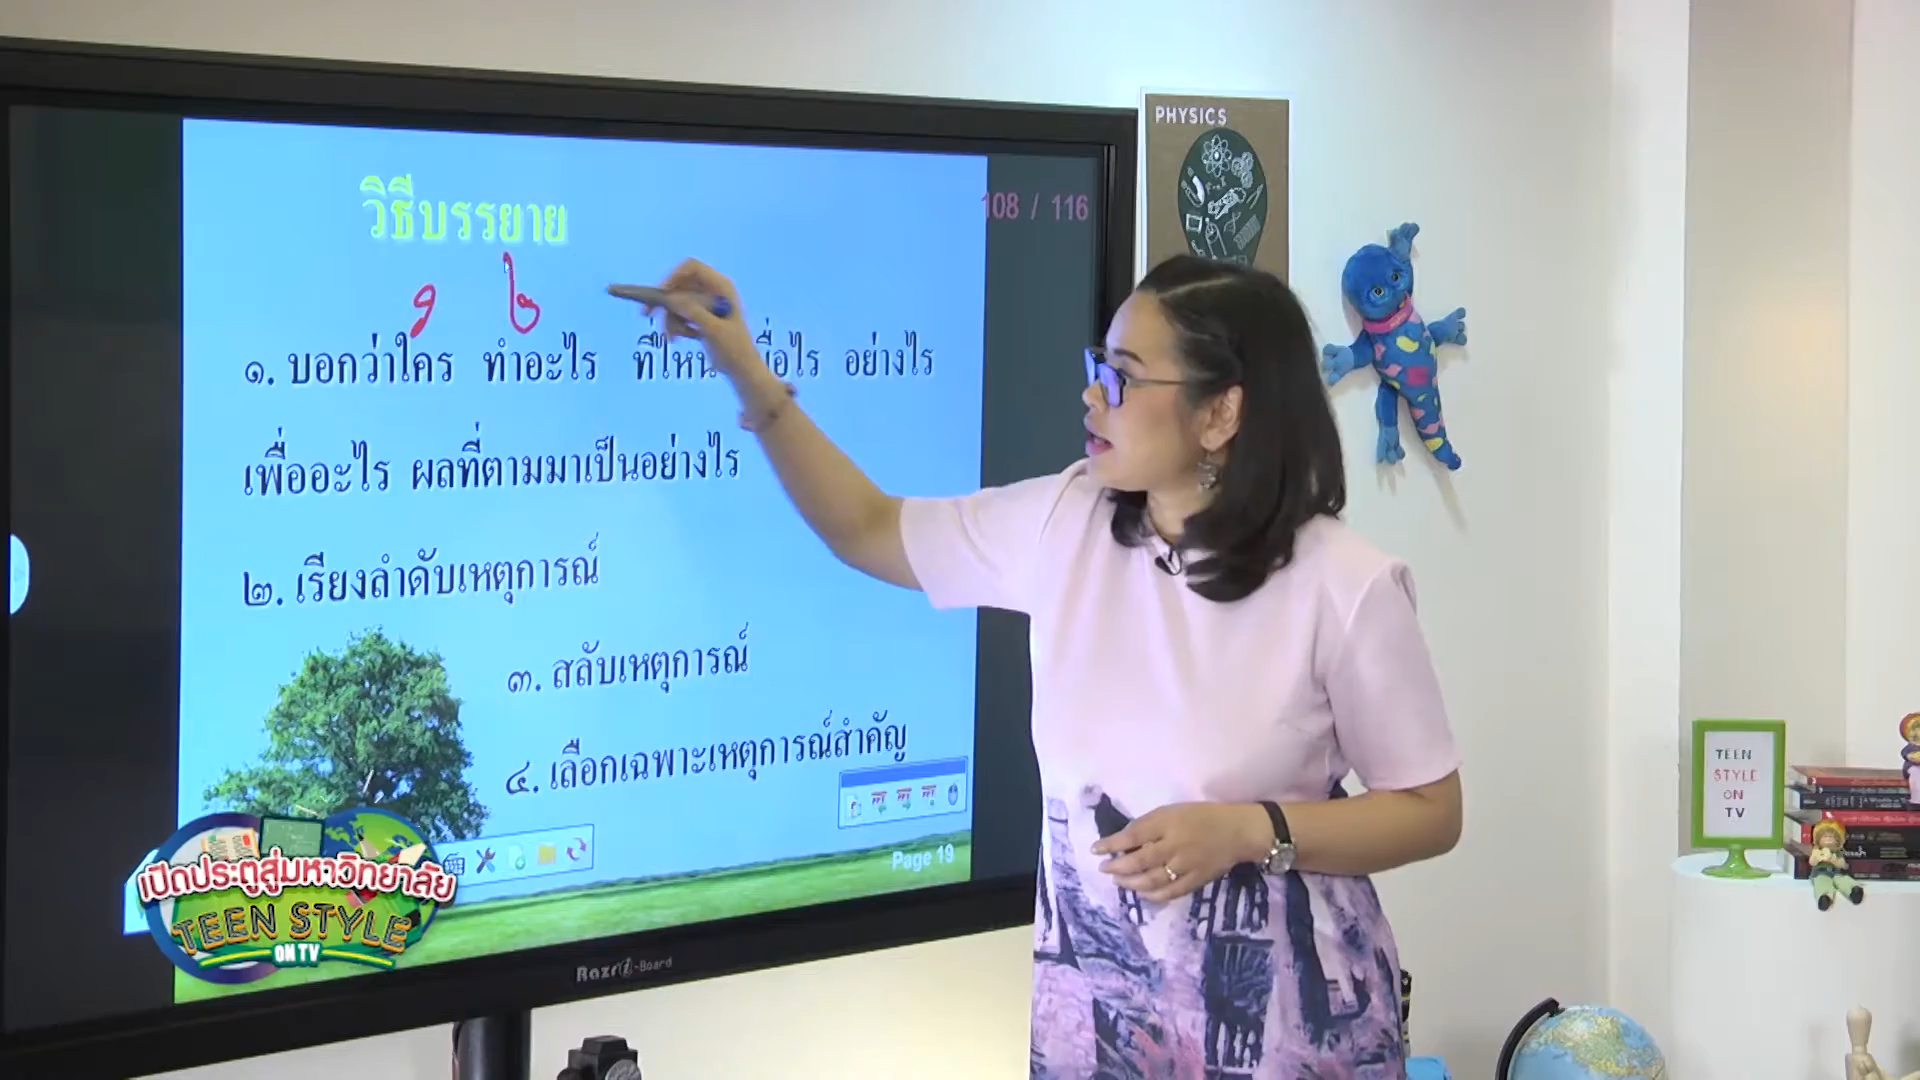 PHYSICS
วิธีบรรยาย
108 / 116
๑ ๒
๑. บอกว่าใคร ทำอะไร ที่ไหน อย่างไร
เพื่ออะไร ผลที่ตามมาเป็นอย่างไร
๒. เรียงลำดับเหตุการณ์
๓. สลับเหตุการณ์
๔. เลือกเฉพาะเหตุการณ์สำคัญ
Page 19
เปิดประตูสู่มหาวิทยาลัย
TEEN STYLE
ON TV
Razr-Board
TEEN
STYLE
ON
TV